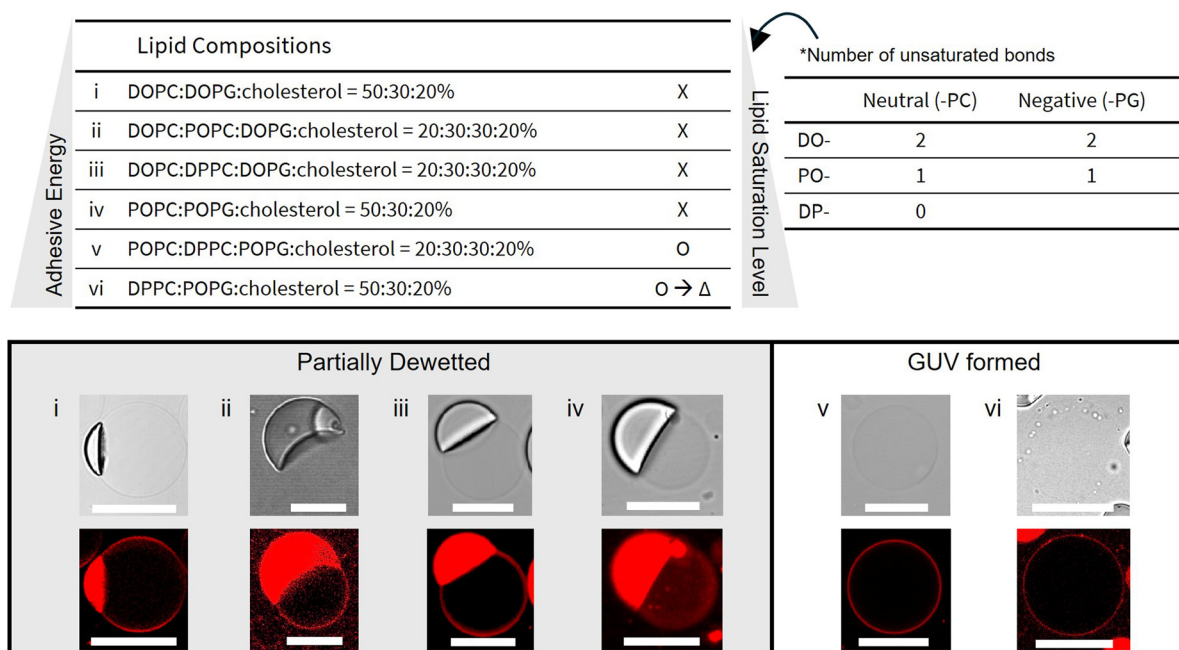 Lipid Compositions
i DOPC:DOPG:cholesterol = 50:30:20% X
ii DOPC:POPC:DOPG:cholesterol = 20:30:30:20% X
iii DOPC:DPPC:DOPG:cholesterol = 20:30:30:20% X
iv POPC:POPG:cholesterol = 50:30:20% X
v POPC:DPPC:POPG:cholesterol = 20:30:30:20% O
vi DPPC:POPG:cholesterol = 50:30:20% O → Δ
Adhesive Energy
Lipid Saturation Level
*Number of unsaturated bonds
Neutral (-PC) Negative (-PG)
DO- 2 2
PO- 1 1
DP- 0
Partially Dewetted
i ii iii iv
GUV formed
v vi